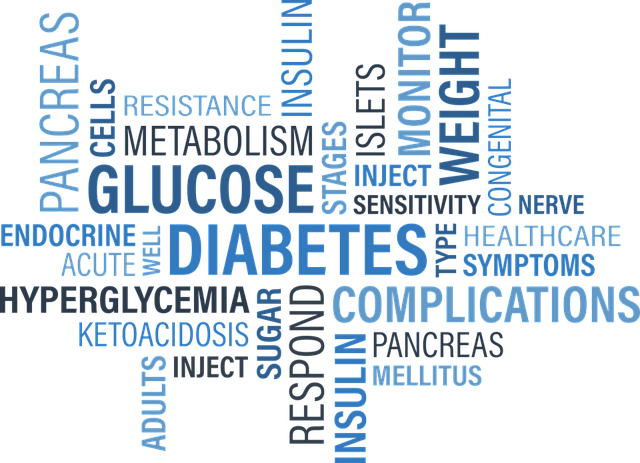 PANCREAS
CELLS
RESISTANCE
INSULIN
METABOLISM
GLUCOSE
STAGES
ISLETS
MONITOR
WEIGHT
CONGENITAL
INJECT
SENSITIVITY
NERVE
ENDOCRINE
ACUTE
WELL
DIABETES
TYPE
HEALTHCARE
SYMPTOMS
HYPERGLYCEMIA
KETOACIDOSIS
SUGAR
RESPOND
COMPLICATIONS
ADULTS
INJECT
INSULIN
PANCREAS
MELLITUS